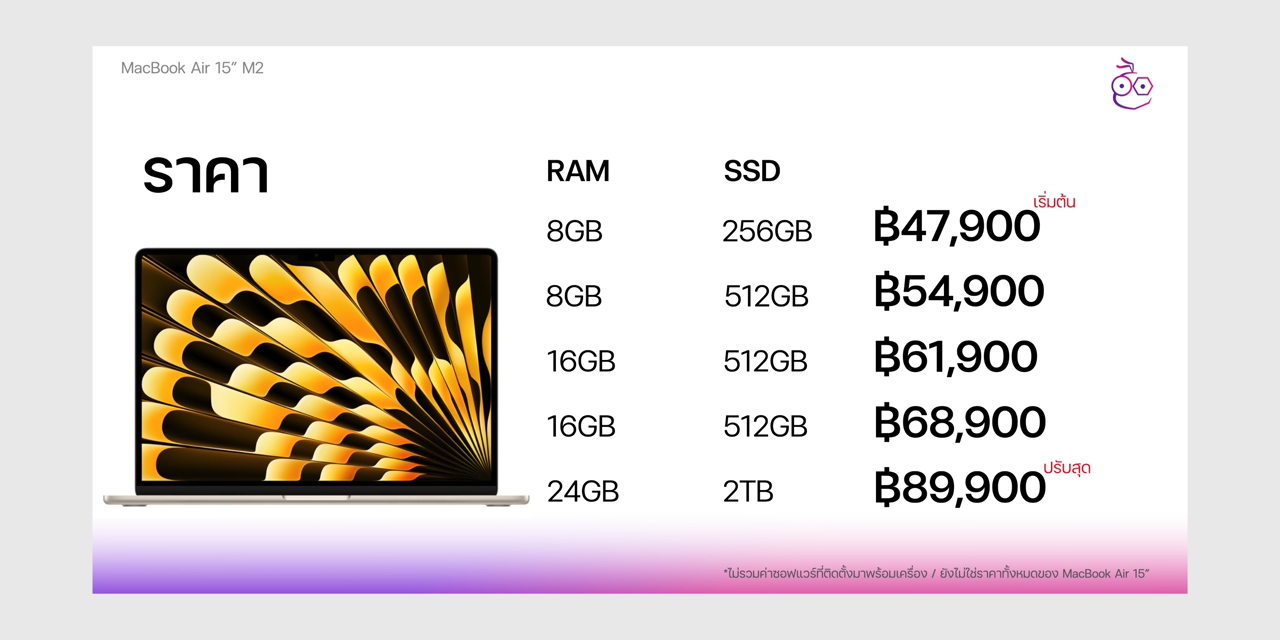 MacBook Air 15” M2
ราคา
RAM SSD
8GB 256GB ฿47,900 เริ่มต้น
8GB 512GB ฿54,900
16GB 512GB ฿61,900
16GB 512GB ฿68,900
24GB 2TB ฿89,900 ปรับสุด
*ไม่รวมค่าซอฟแวร์ที่ติดตั้งมาพร้อมเครื่อง / ยังไม่ใช่ราคาทั้งหมดของ MacBook Air 15”